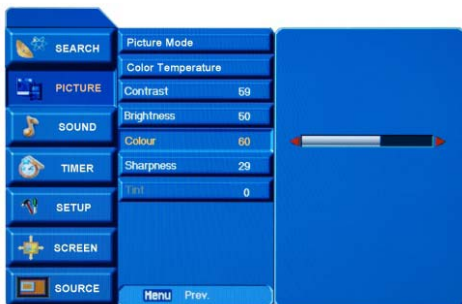 SEARCH
PICTURE
SOUND
TIMER
SETUP
SCREEN
SOURCE
Picture Mode
Color Temperature
Contrast 59
Brightness 50
Colour 60
Sharpness 29
Tint 0
Menu Prev.